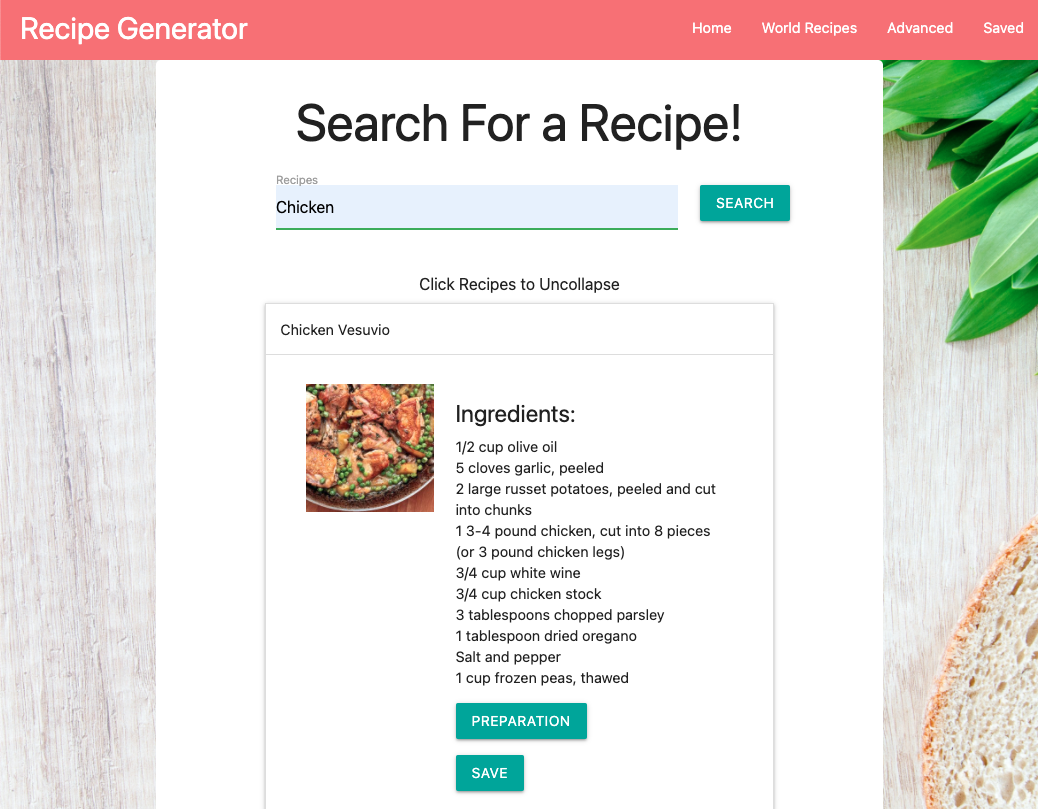 Recipe Generator
Home World Recipes Advanced Saved
Search For a Recipe!
Recipes
Chicken
SEARCH
Click Recipes to Uncollapse
Chicken Vesuvio
Ingredients:
1/2 cup olive oil
5 cloves garlic, peeled
2 large russet potatoes, peeled and cut
into chunks
1 3-4 pound chicken, cut into 8 pieces
(or 3 pound chicken legs)
3/4 cup white wine
3/4 cup chicken stock
3 tablespoons chopped parsley
1 tablespoon dried oregano
Salt and pepper
1 cup frozen peas, thawed
PREPARATION
SAVE